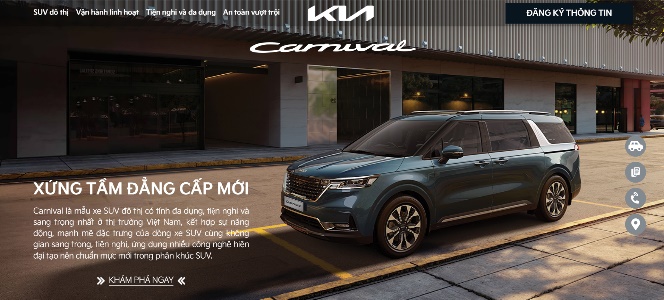 SUV đô thị Vận hành linh hoạt Tiện nghi và đa dụng An toàn vượt trội KIA ĐĂNG KÝ THÔNG TIN
Carnival
XỨNG TẦM ĐẲNG CẤP MỚI
Carnival là mẫu xe SUV đô thị có tính đa dụng, tiện nghi và
sang trọng nhất ở thị trường Việt Nam, kết hợp sự năng
động, mạnh mẽ đặc trưng của dòng xe SUV cùng không
gian sang trọng, tiện nghi, ứng dụng nhiều công nghệ hiện
đại tạo nên chuẩn mực mới trong phân khúc SUV.
KHÁM PHÁ NGAY